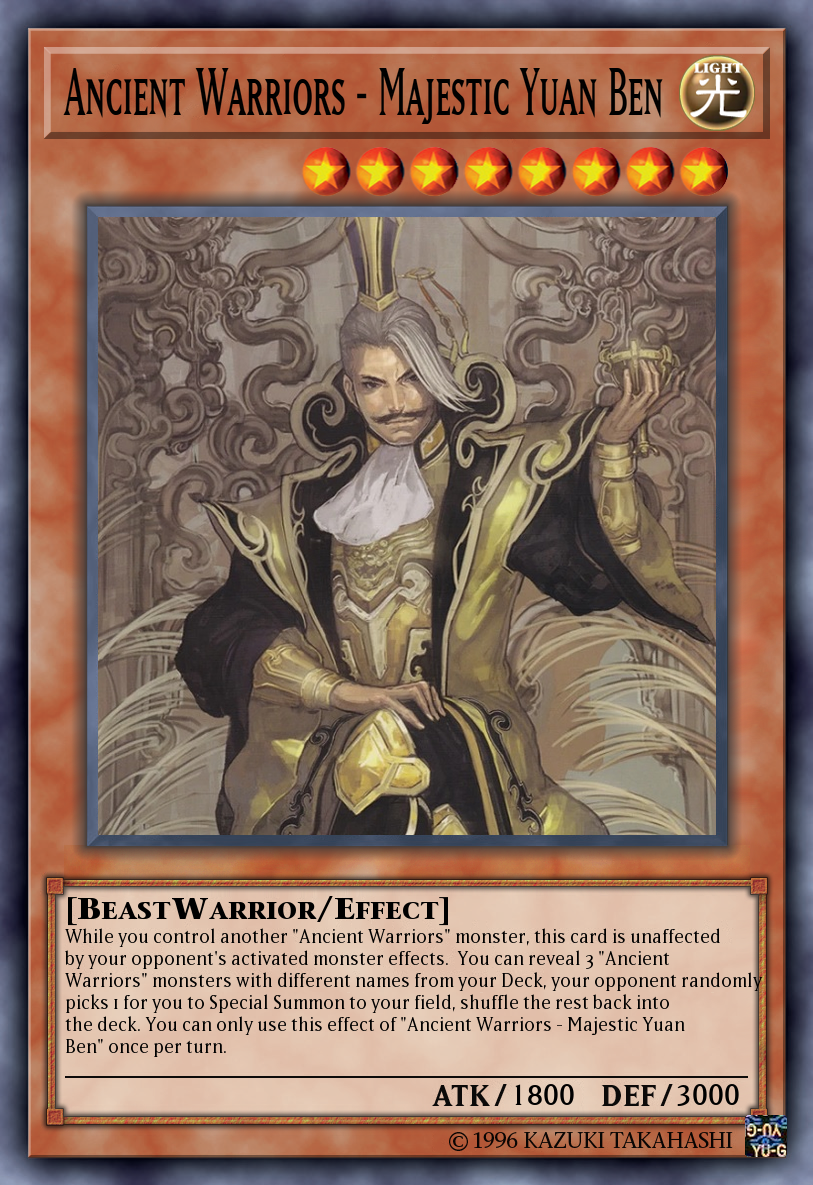 Ancient Warriors - Majestic Yuan Ben
LIGHT
光
[BeastWarrior/Effect]
While you control another "Ancient Warriors" monster, this card is unaffected
by your opponent's activated monster effects. You can reveal 3 "Ancient
Warriors" monsters with different names from your Deck, your opponent randomly
picks 1 for you to Special Summon to your field, shuffle the rest back into
the deck. You can only use this effect of "Ancient Warriors - Majestic Yuan
Ben" once per turn.
ATK/1800 DEF/3000
© 1996 KAZUKI TAKAHASHI